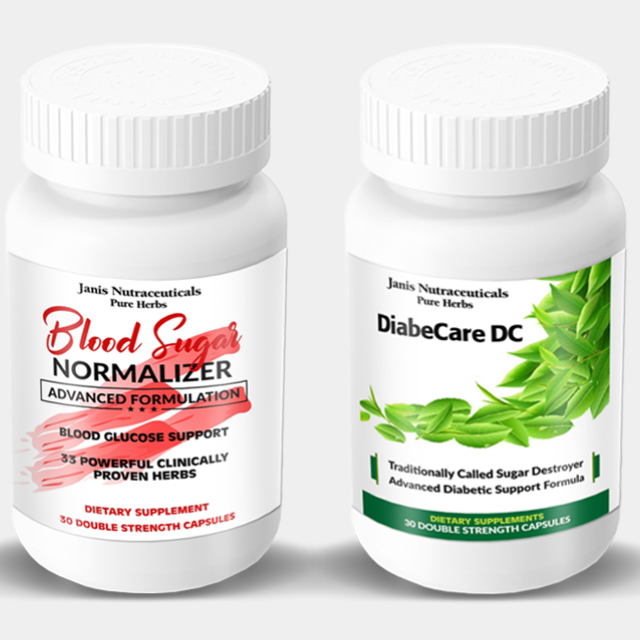 Janis Nutraceuticals
Pure Herbs
Blood Sugar
NORMALIZER
ADVANCED FORMULATION
BLOOD GLUCOSE SUPPORT
33 POWERFUL CLINICALLY
PROVEN HERBS
DIETARY SUPPLEMENT
30 DOUBLE STRENGTH CAPSULES
Janis Nutraceuticals
Pure Herbs
DiabeCare DC
Traditionally Called Sugar Destroyer
Advanced Diabetic Support Formula
DIETARY SUPPLEMENTS
30 DOUBLE STRENGTH CAPSULES